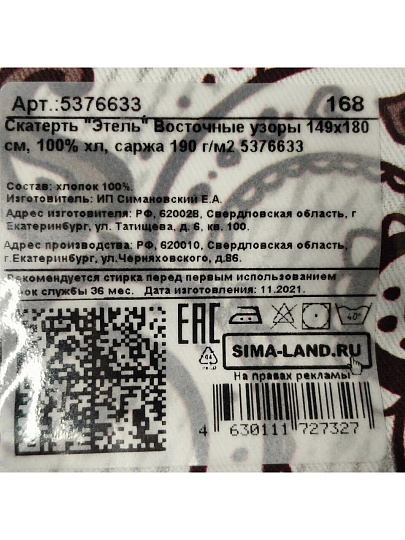 Арт.:5376633 168
Скатерть "Этель" Восточные узоры 149х180
см, 100% хл, саржа 190 г/м2 5376633
Состав: хлопок 100%.
Изготовитель: ИП Симановский Е.А.
Адрес изготовителя: РФ, 620028, Свердловская область, г
Екатеринбург, ул. Татищева, д. 6, кв. 100.
Адрес производства: РФ, 620010, Свердловская область,
г.Екатеринбург, ул.Черняховского, д.86.
Рекомендуется стирка перед первым использованием
Срок службы 36 мес. Дата изготовления: 11.2021.
EAC
40°
SIMA-LAND.RU
На правах рекламы
4 630111 727327